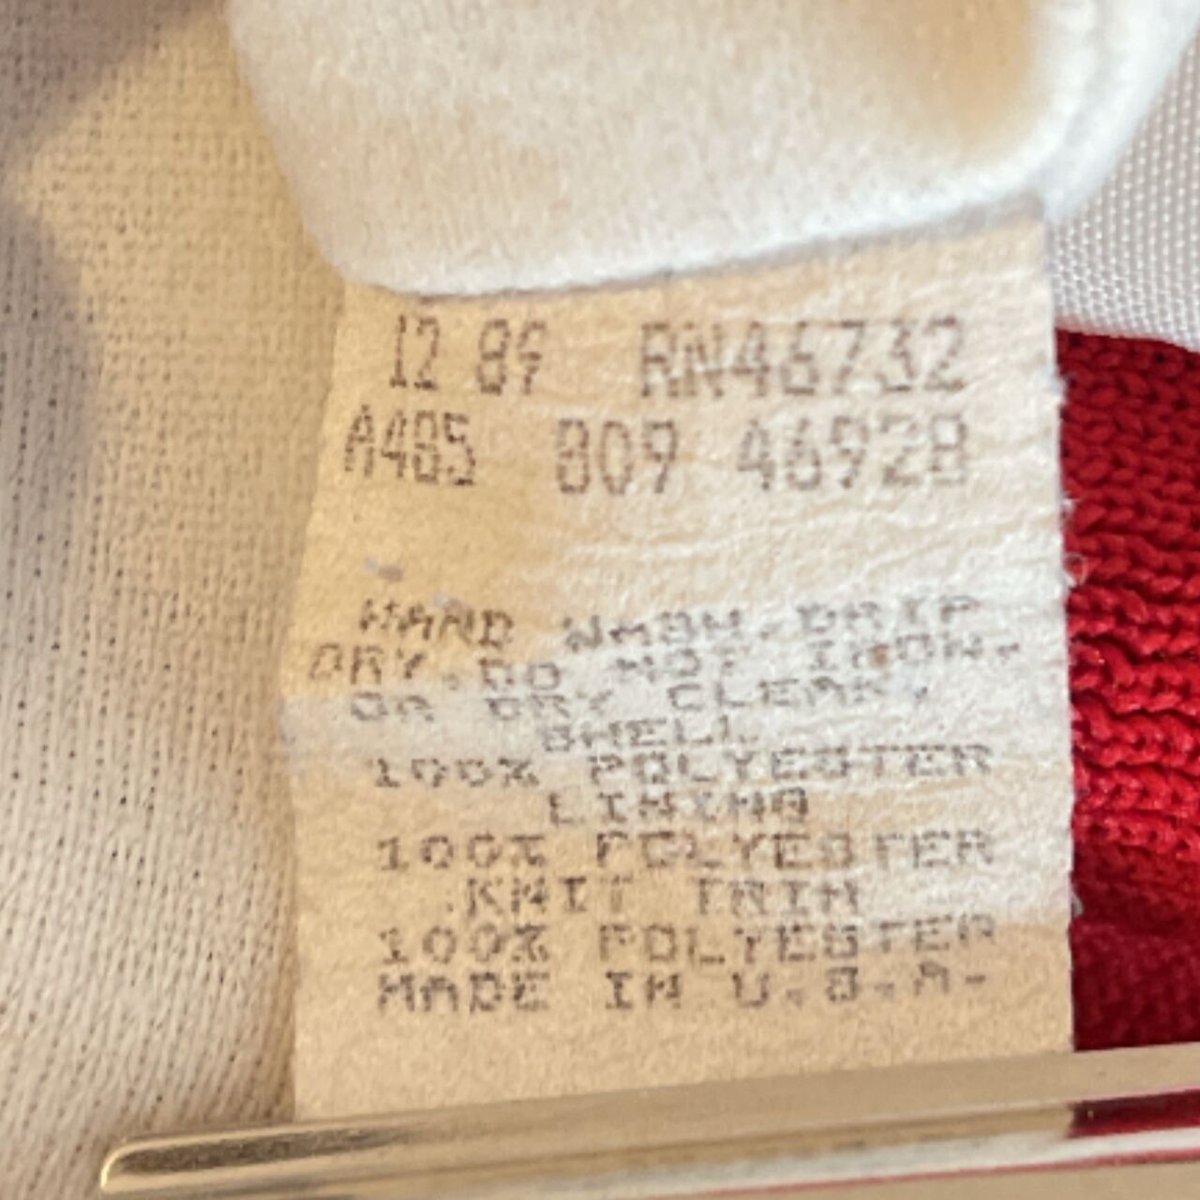 12 89 RN46732
A485 809 46928
HAND WASH. DRIP
DRY. DO NOT IRON.
OR DRY CLEAN.
SHELL
100% POLYESTER
LINING
100% POLYESTER
KNIT TRIM
100% POLYESTER
MADE IN U.S.A.